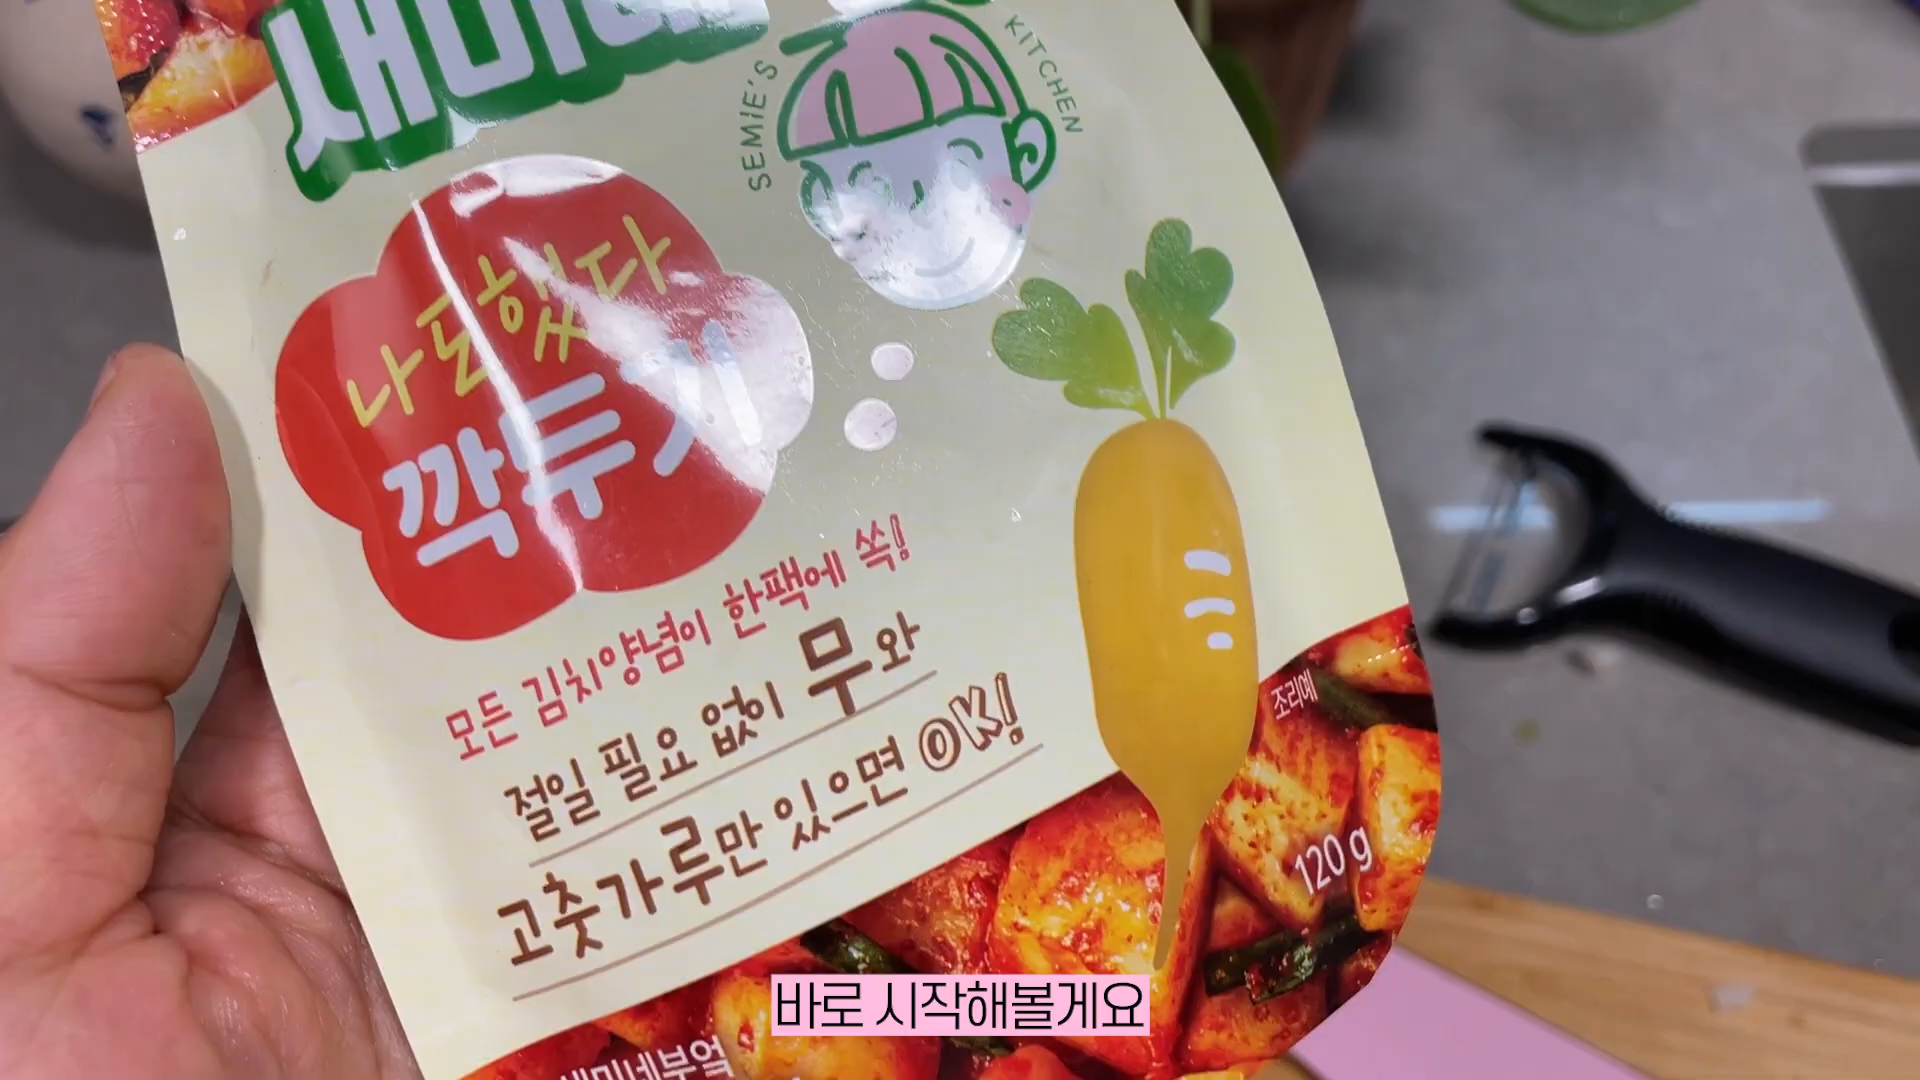 SEMIE'S KITCHEN
나도했다
깍두기
모든 김치양념이 한팩에 쏙!
절일 필요 없이 무와
고춧가루만 있으면 OK!
조리예
120 g
바로 시작해볼게요